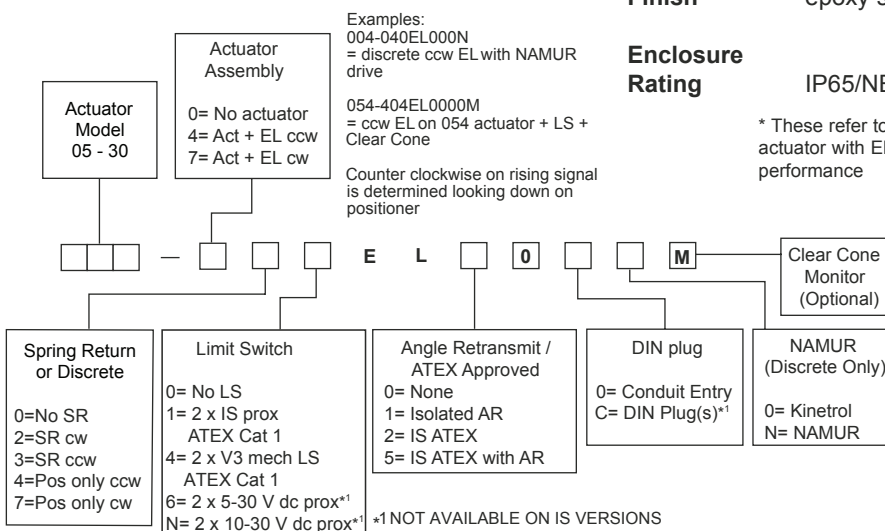 Examples:
004-040EL000N
= discrete ccw EL with NAMUR
drive
054-404EL0000M
= ccw EL on 054 actuator + LS +
Clear Cone
Counter clockwise on rising signal
is determined looking down on
positioner
Enclosure
Rating
* These refer to
actuator with
performance
Actuator
Model
05 - 30
Actuator
Assembly
0= No actuator
4= Act + EL ccw
7= Act + EL cw
— E L 0 M
Clear Cone
Monitor
(Optional)
Spring Return
or Discrete
0=No SR
2=SR cw
3=SR ccw
4=Pos only ccw
7=Pos only cw
Limit Switch
0= No LS
1= 2 x IS prox
ATEX Cat 1
4= 2 x V3 mech LS
ATEX Cat 1
6= 2 x 5-30 V dc prox*1
N= 2 x 10-30 V dc prox*1
Angle Retransmit /
ATEX Approved
0= None
1= Isolated AR
2= IS ATEX
5= IS ATEX with AR
DIN plug
0= Conduit Entry
C= DIN Plug(s)*1
NAMUR
(Discrete Only)
0= Kinetrol
N= NAMUR
*1 NOT AVAILABLE ON IS VERSIONS